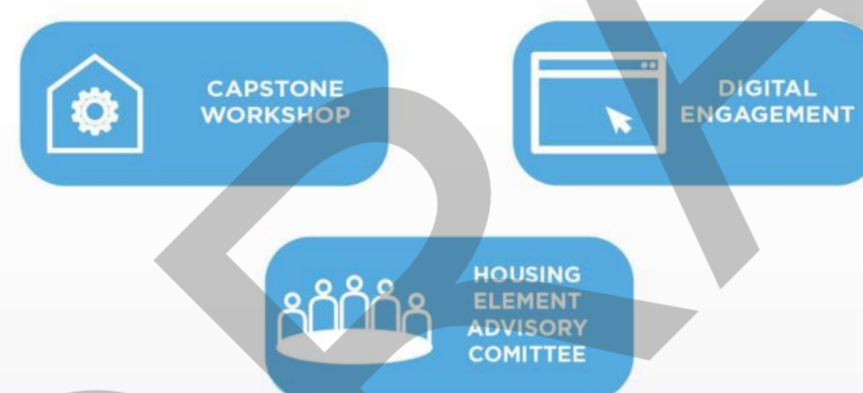 CAPSTONE
WORKSHOP
DIGITAL
ENGAGEMENT
HOUSING
ELEMENT
ADVISORY
COMITTEE